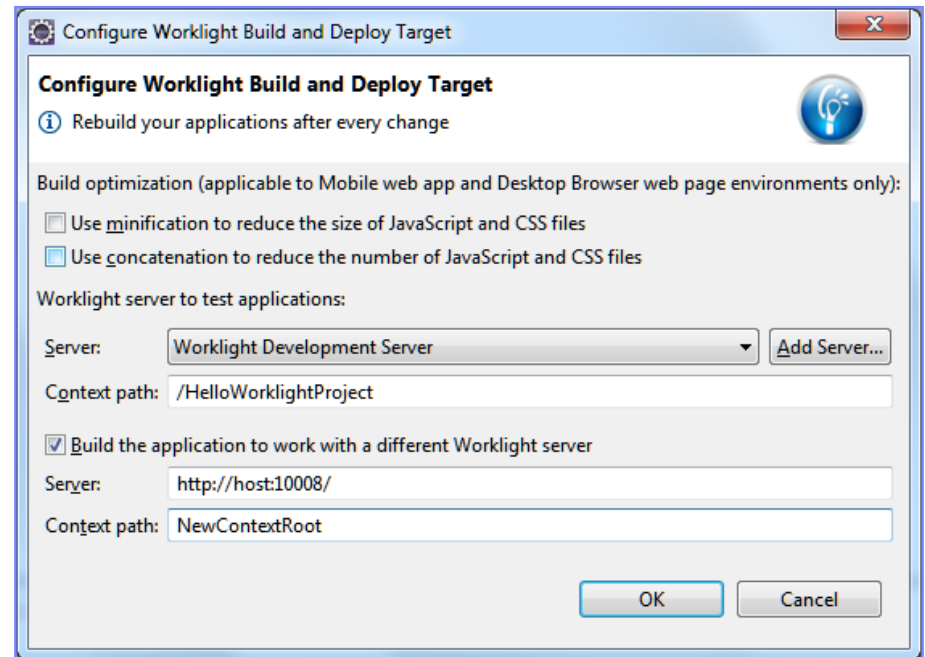 Configure Worklight Build and Deploy Target
Configure Worklight Build and Deploy Target
Rebuild your applications after every change
Build optimization (applicable to Mobile web app and Desktop Browser web page environments only):
Use minification to reduce the size of JavaScript and CSS files
Use concatenation to reduce the number of JavaScript and CSS files
Worklight server to test applications:
Server: Worklight Development Server Add Server...
Context path: /HelloWorklightProject
Build the application to work with a different Worklight server
Server: http://host:10008/
Context path: NewContextRoot
OK Cancel